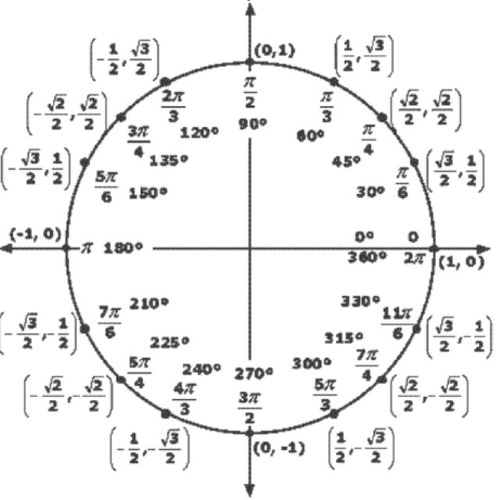 (0,1)
(-1/2, √3/2)
(1/2, √3/2)
2π/3
π/2
π/3
120°
90°
60°
(-√2/2, √2/2)
(√2/2, √2/2)
3π/4
π/4
135°
45°
(-√3/2, 1/2)
(√3/2, 1/2)
5π/6
π/6
150°
30°
(-1, 0)
π 180°
0° 0
360° 2π
(1, 0)
210°
330°
7π/6
11π/6
(-√3/2, -1/2)
(√3/2, -1/2)
225°
315°
5π/4
7π/4
(-√2/2, -√2/2)
(√2/2, -√2/2)
240°
270°
300°
4π/3
3π/2
5π/3
(-1/2, -√3/2)
(0, -1)
(1/2, -√3/2)